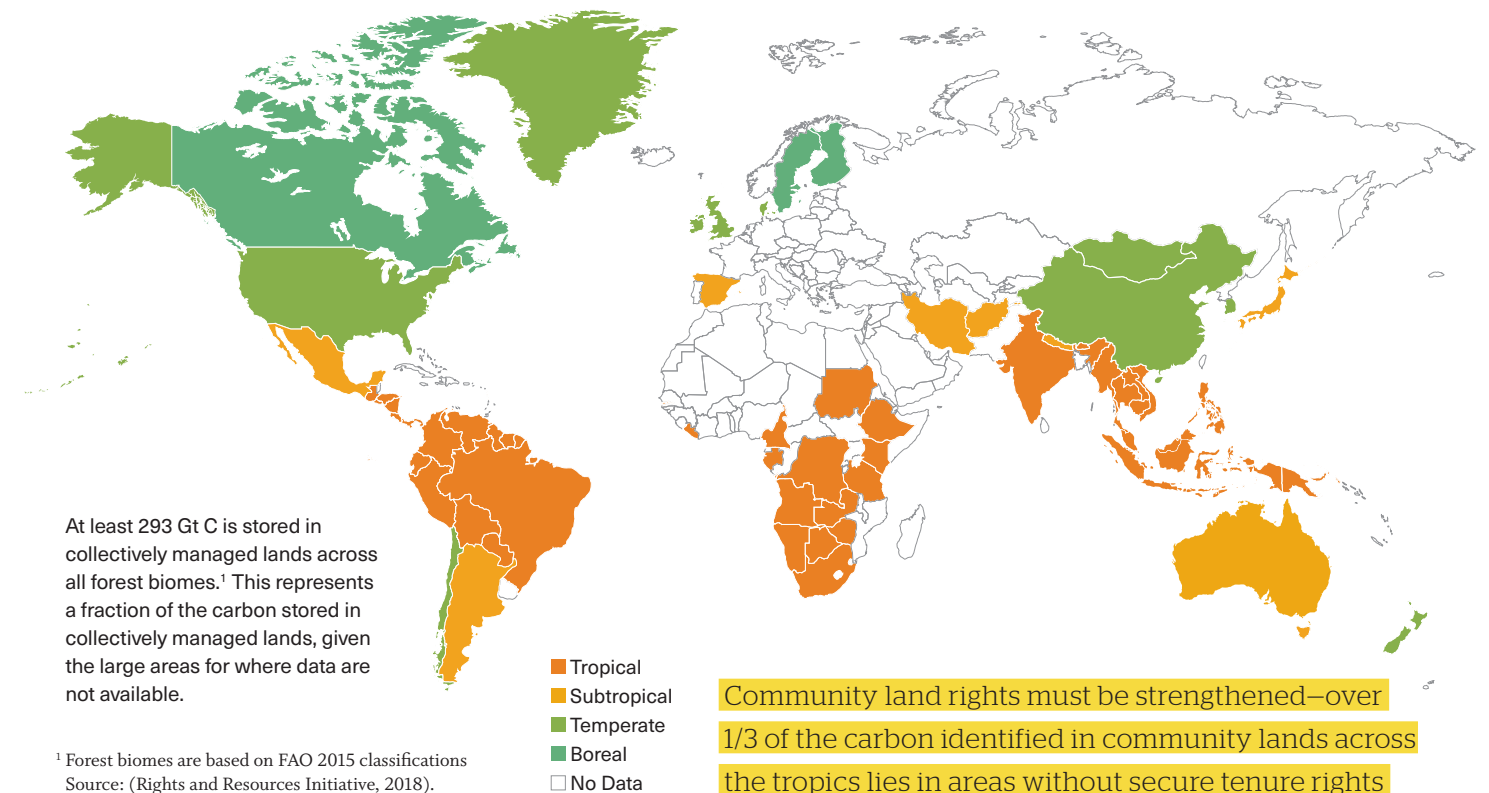 At least 293 Gt C is stored in
collectively managed lands across
all forest biomes.¹ This represents
a fraction of the carbon stored in
collectively managed lands, given
the large areas for where data are
not available.
¹ Forest biomes are based on FAO 2015 classifications
Source: (Rights and Resources Initiative, 2018).
Tropical
Subtropical
Temperate
Boreal
No Data
Community land rights must be strengthened—over
1/3 of the carbon identified in community lands across
the tropics lies in areas without secure tenure rights